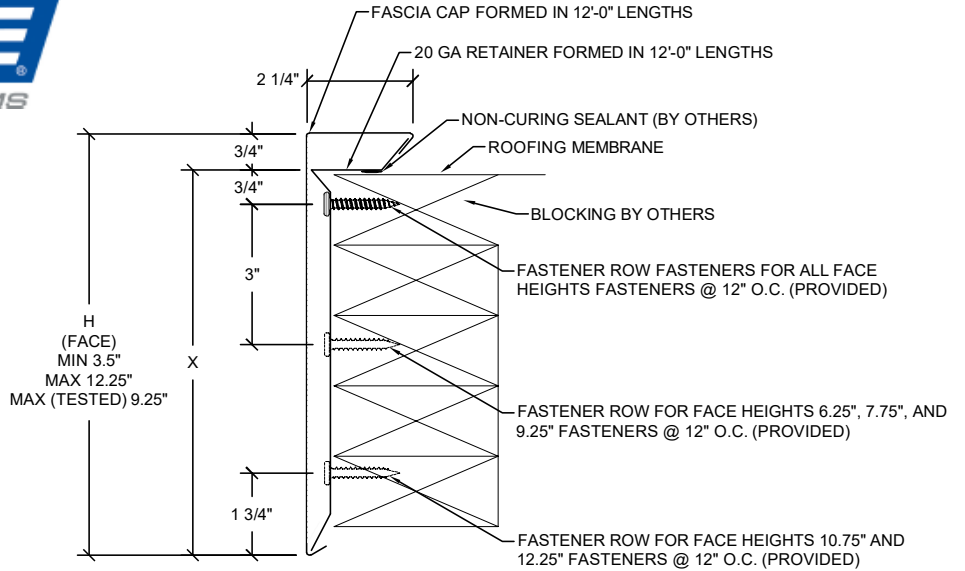 FASCIA CAP FORMED IN 12'-0" LENGTHS
20 GA RETAINER FORMED IN 12'-0" LENGTHS
2 1/4"
NON-CURING SEALANT (BY OTHERS)
ROOFING MEMBRANE
3/4"
3/4"
BLOCKING BY OTHERS
3"
FASTENER ROW FASTENERS FOR ALL FACE
HEIGHTS FASTENERS @ 12" O.C. (PROVIDED)
H
(FACE)
MIN 3.5"
MAX 12.25"
MAX (TESTED) 9.25"
X
FASTENER ROW FOR FACE HEIGHTS 6.25", 7.75", AND
9.25" FASTENERS @ 12" O.C. (PROVIDED)
1 3/4"
FASTENER ROW FOR FACE HEIGHTS 10.75" AND
12.25" FASTENERS @ 12" O.C. (PROVIDED)